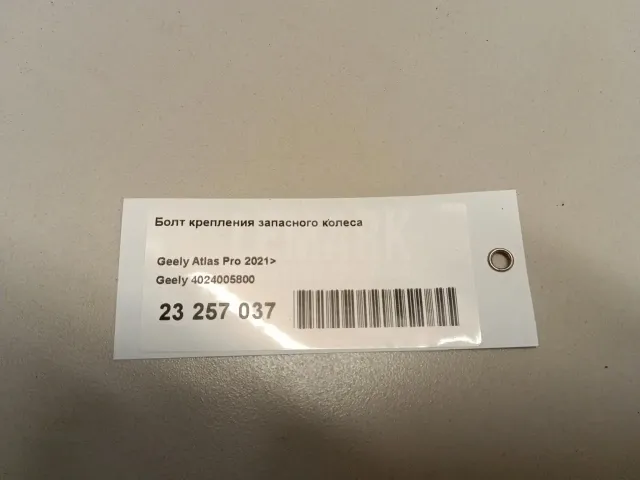 Болт крепления запасного колеса
Geely Atlas Pro 2021>
Geely 4024005800
23 257 037